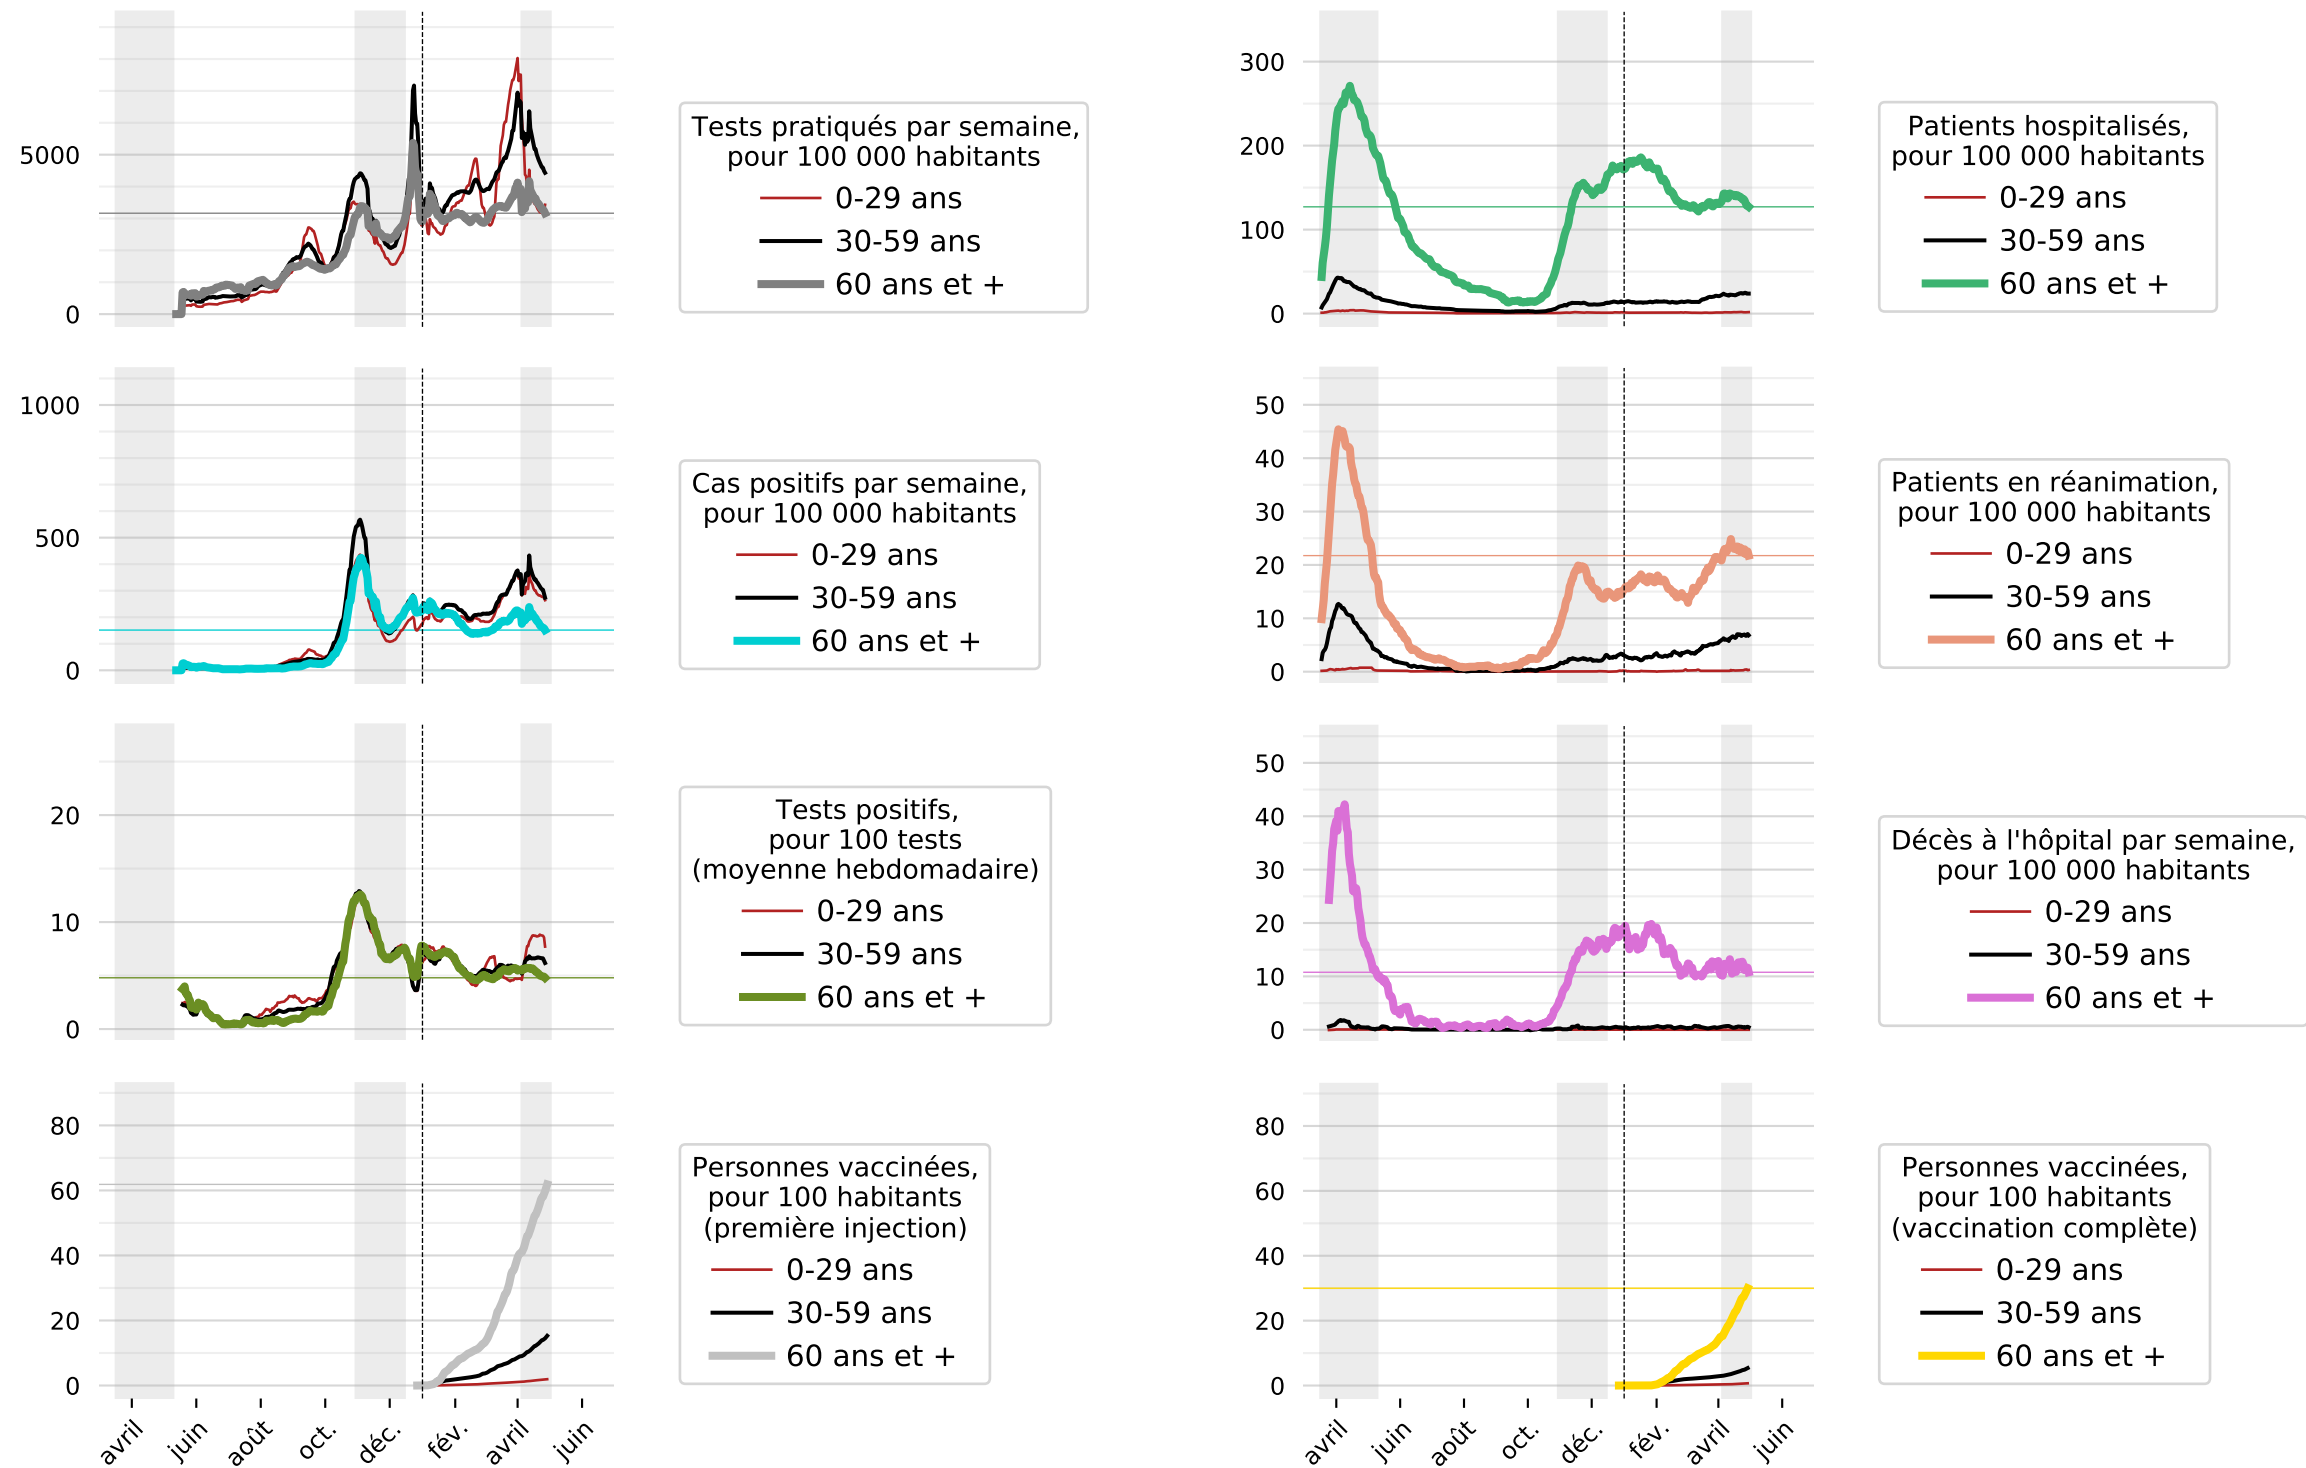 5000
0
Tests pratiqués par semaine,
pour 100 000 habitants
0-29 ans
30-59 ans
60 ans et +
300
200
100
0
Patients hospitalisés,
pour 100 000 habitants
0-29 ans
30-59 ans
60 ans et +
1000
500
0
Cas positifs par semaine,
pour 100 000 habitants
0-29 ans
30-59 ans
60 ans et +
50
40
30
20
10
0
Patients en réanimation,
pour 100 000 habitants
0-29 ans
30-59 ans
60 ans et +
20
10
0
Tests positifs,
pour 100 tests
(moyenne hebdomadaire)
0-29 ans
30-59 ans
60 ans et +
50
40
30
20
10
0
Décès à l'hôpital par semaine,
pour 100 000 habitants
0-29 ans
30-59 ans
60 ans et +
80
60
40
20
0
Personnes vaccinées,
pour 100 habitants
(première injection)
0-29 ans
30-59 ans
60 ans et +
avril juin août oct. déc. fév. avril juin
80
60
40
20
0
Personnes vaccinées,
pour 100 habitants
(vaccination complète)
0-29 ans
30-59 ans
60 ans et +
avril juin août oct. déc. fév. avril juin